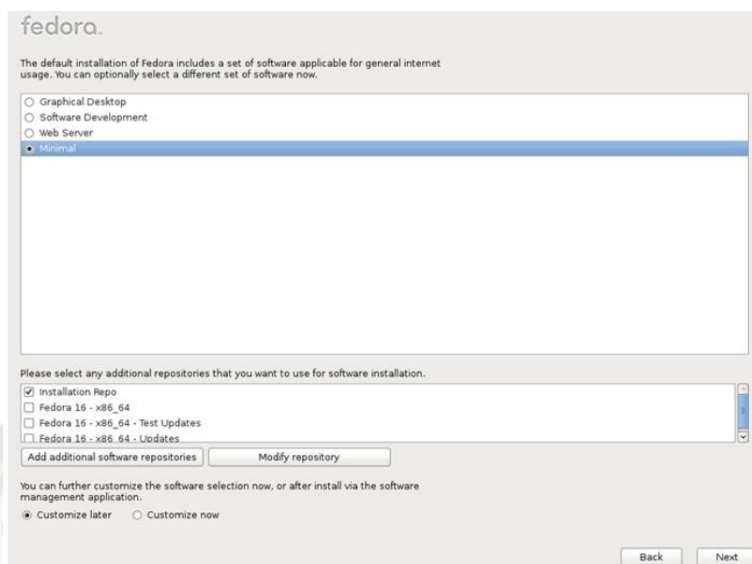 fedora.
The default installation of Fedora includes a set of software applicable for general internet
usage. You can optionally select a different set of software now.
Graphical Desktop
Software Development
Web Server
Minimal
Please select any additional repositories that you want to use for software installation.
Installation Repo
Fedora 16 - x86_64
Fedora 16 - x86_64 - Test Updates
Fedora 16 - x86_64 - Updates
Add additional software repositories
Modify repository
You can further customize the software selection now, or after install via the software
management application.
Customize later
Customize now
Back
Next